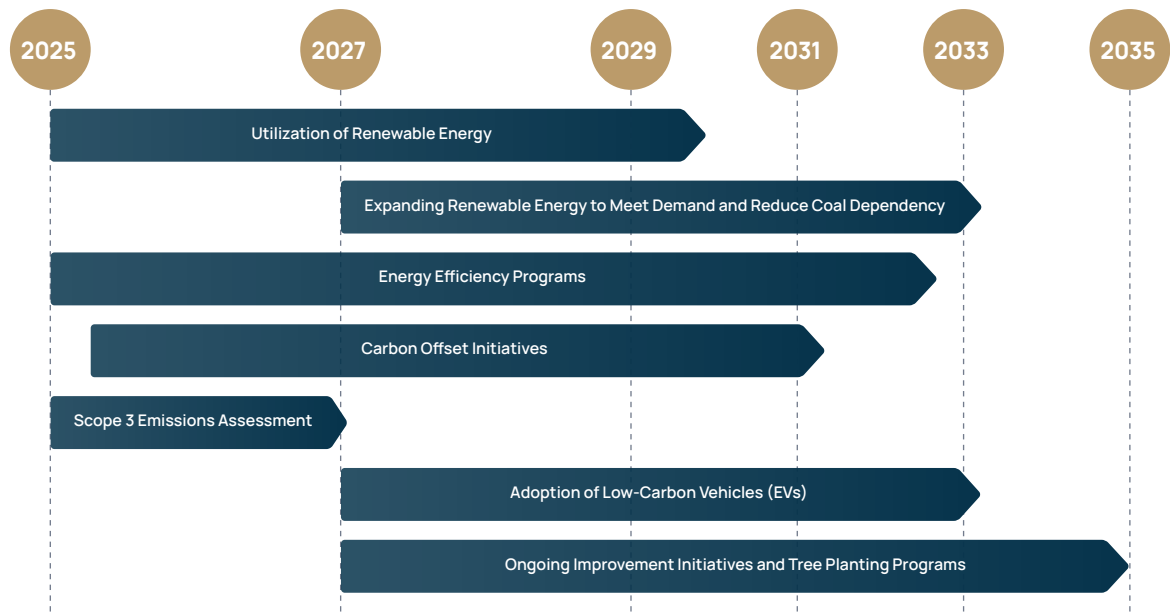 2025
2027
2029
2031
2033
2035
Utilization of Renewable Energy
Expanding Renewable Energy to Meet Demand and Reduce Coal Dependency
Energy Efficiency Programs
Carbon Offset Initiatives
Scope 3 Emissions Assessment
Adoption of Low-Carbon Vehicles (EVs)
Ongoing Improvement Initiatives and Tree Planting Programs